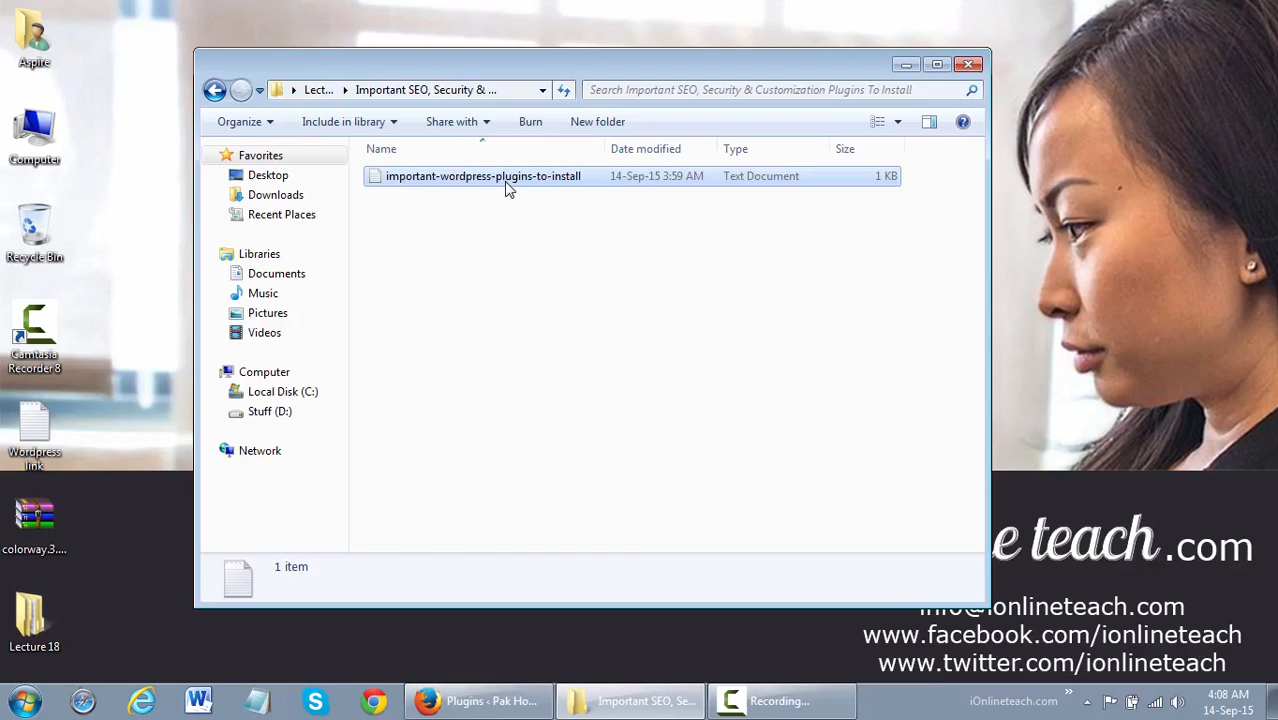 Aspire
Computer
Recycle Bin
Camtasia
Recorder 8
Wordpress
link
colorway.3....
Lecture 18
Lect...
Important SEO, Security & ...
Search Important SEO, Security & Customization Plugins To Install
Organize
Include in library
Share with
Burn
New folder
Favorites
Desktop
Downloads
Recent Places
Libraries
Documents
Music
Pictures
Videos
Computer
Local Disk (C:)
Stuff (D:)
Network
Name
Date modified
Type
Size
important-wordpress-plugins-to-install
14-Sep-15 3:59 AM
Text Document
1 KB
1 item
e teach.com
info@ionlineteach.com
www.facebook.com/ionlineteach
www.twitter.com/ionlineteach
Plugins ‹ Pak Ho...
Important SEO, Se...
Recording...
iOnlineteach.com
4:08 AM
14-Sep-15